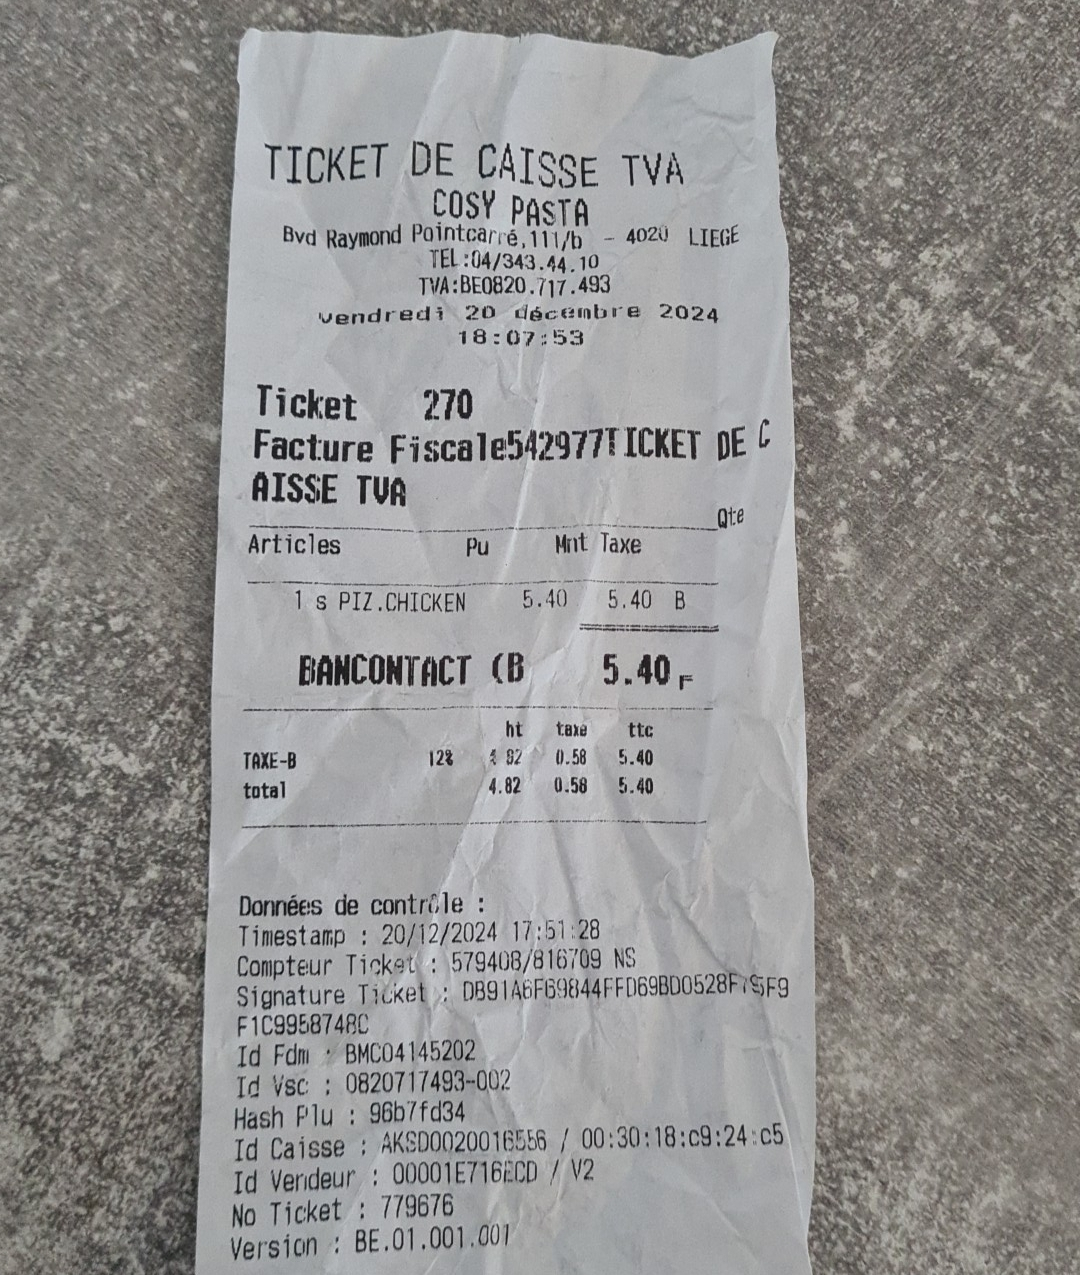 TICKET DE CAISSE TVA
COSY PASTA
Bvd Raymond Pointcarré,111/b - 4020 LIEGE
TEL:04/343.44.10
TVA:BE0820.717.493
vendredi 20 décembre 2024
18:07:53
Ticket 270
Facture Fiscale542977TICKET DE C
AISSE TVA
Qte
Articles Pu Mnt Taxe
1 s PIZ.CHICKEN 5.40 5.40 B
BANCONTACT (B 5.40 F
ht taxe ttc
TAXE-B 12% 4.82 0.58 5.40
total 4.82 0.58 5.40
Données de contrôle :
Timestamp : 20/12/2024 17:51:28
Compteur Ticket : 579408/816709 NS
Signature Ticket :
F1C9958748C
Id Fdm : BMC04145202
Id Vsc : 0820717493-002
Hash Plu : 96b7fd34
Id Caisse : AKSD0020016556 / 00:30:18:c9:24:c5
Id Vendeur : 00001E716ECD / V2
No Ticket : 779676
Version : BE.01.001.001